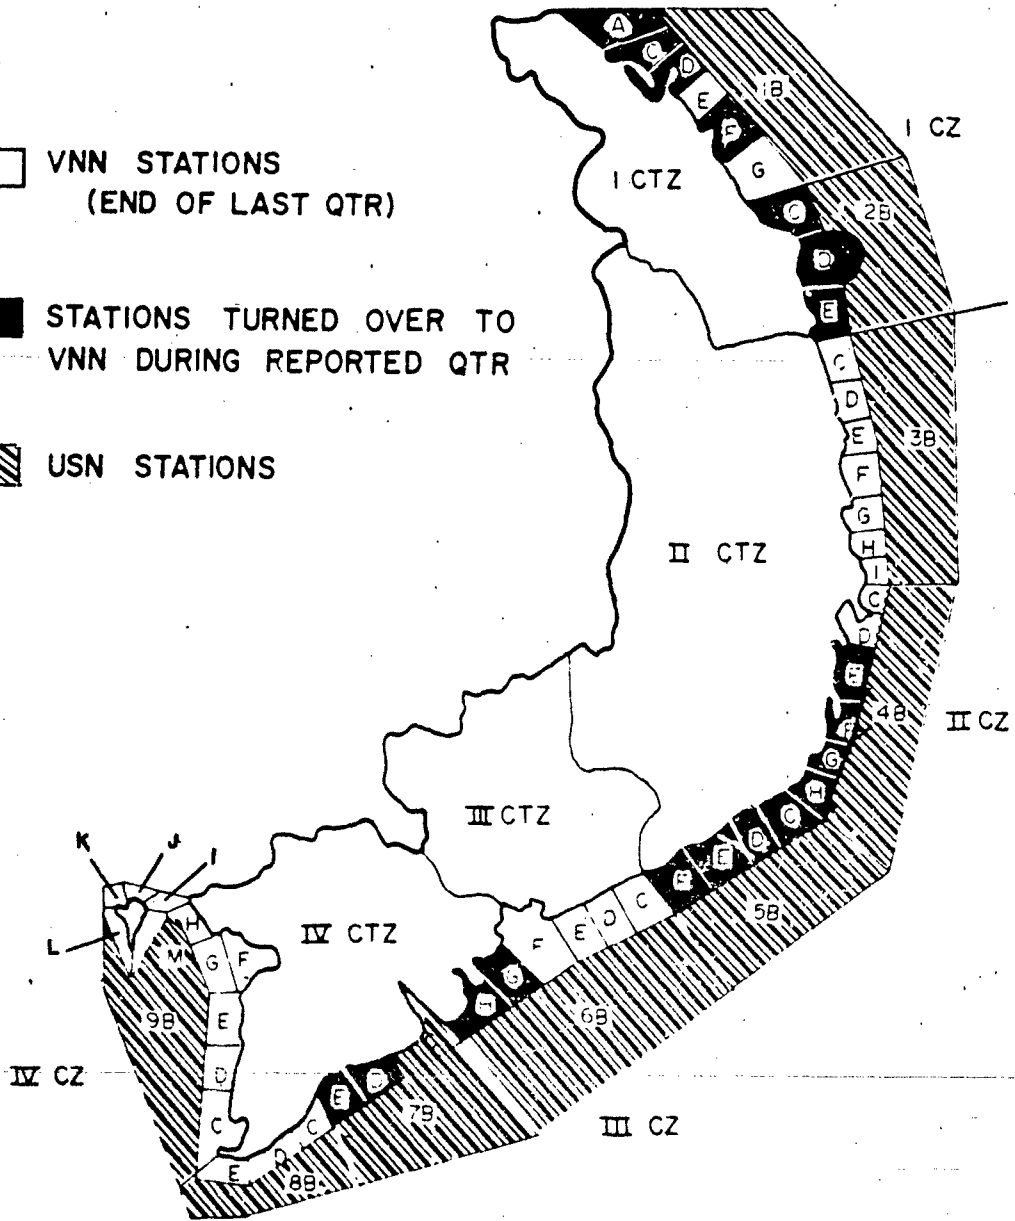 VNN STATIONS
(END OF LAST QTR)
STATIONS TURNED OVER TO
VNN DURING REPORTED QTR
USN STATIONS
A
C
D
E
F
G
1B
I CZ
I CTZ
C
D
E
2B
C
D
E
F
G
H
I
3B
II CTZ
C
D
E
F
G
H
4B
II CZ
C
D
E
F
5B
III CTZ
C
D
E
F
G
H
6B
III CZ
IV CTZ
C
D
E
7B
C
D
E
8B
K
J
I
L
H
M
G
F
E
D
C
9B
IV CZ